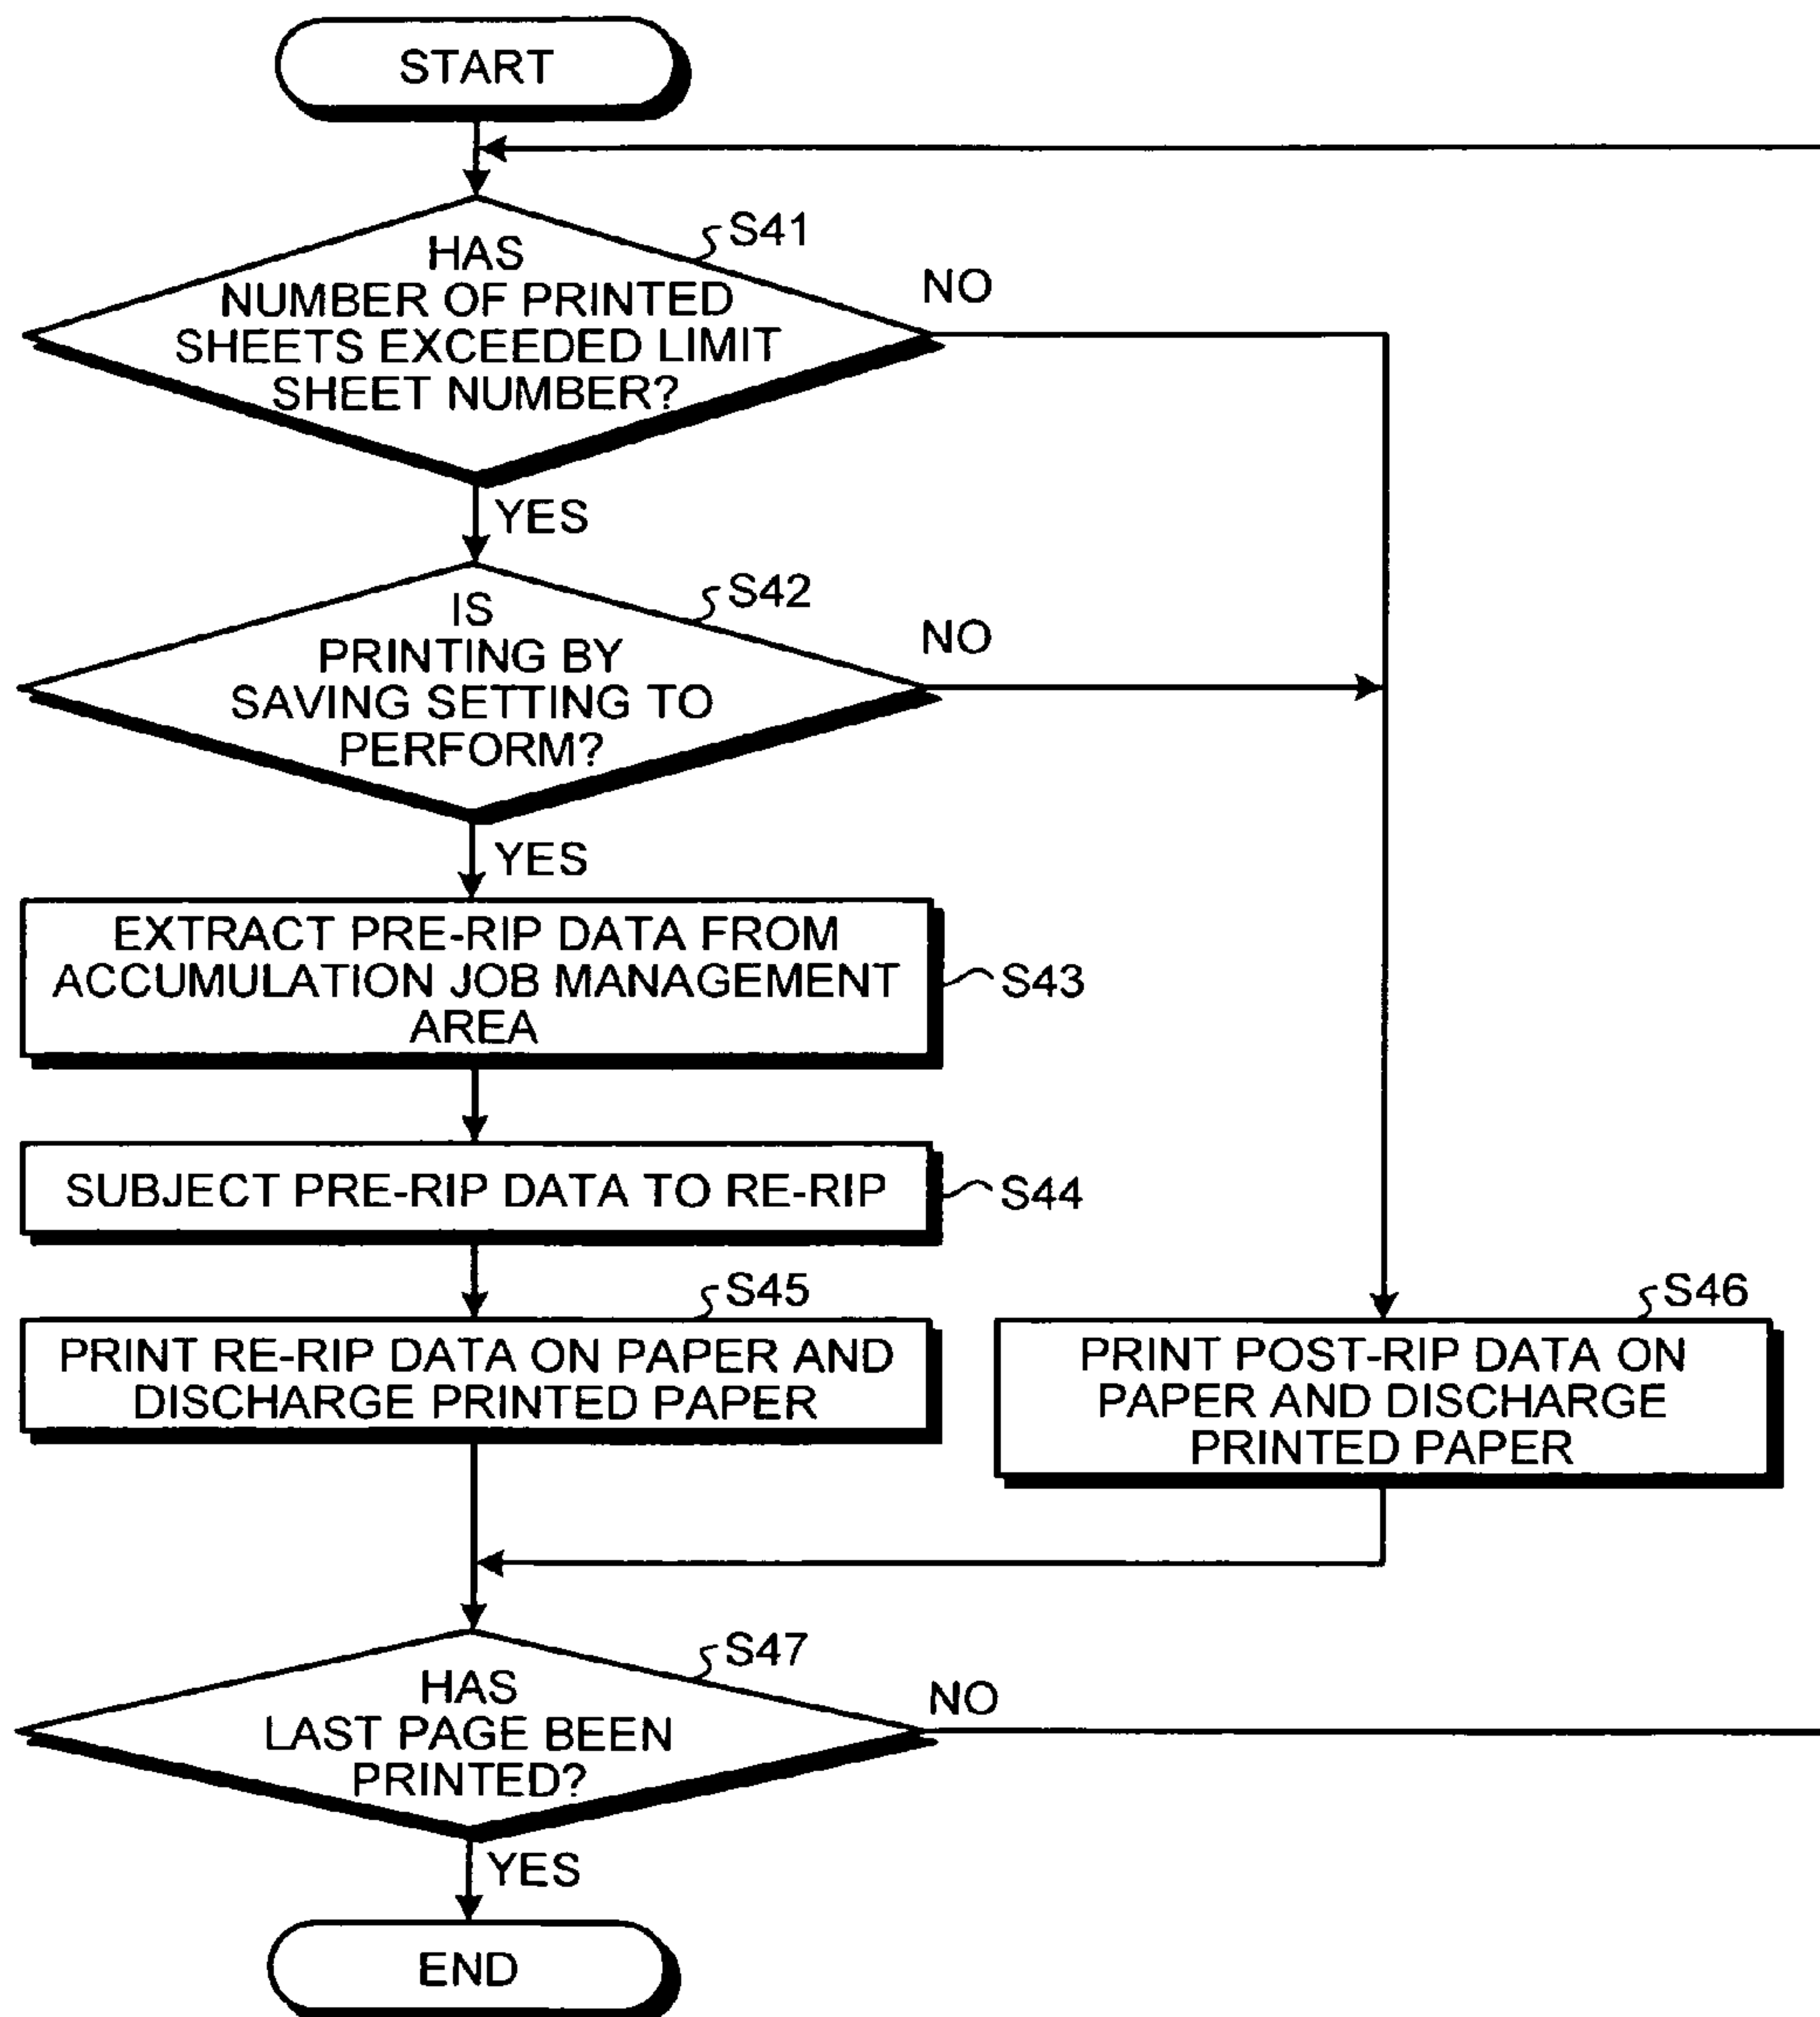 START
S41
HAS
NUMBER OF PRINTED
SHEETS EXCEEDED LIMIT
SHEET NUMBER?
NO
YES
S42
IS
PRINTING BY
SAVING SETTING TO
PERFORM?
NO
YES
EXTRACT PRE-RIP DATA FROM
ACCUMULATION JOB MANAGEMENT
AREA
S43
SUBJECT PRE-RIP DATA TO RE-RIP
S44
S45
PRINT RE-RIP DATA ON PAPER AND
DISCHARGE PRINTED PAPER
S46
PRINT POST-RIP DATA ON
PAPER AND DISCHARGE
PRINTED PAPER
S47
HAS
LAST PAGE BEEN
PRINTED?
NO
YES
END